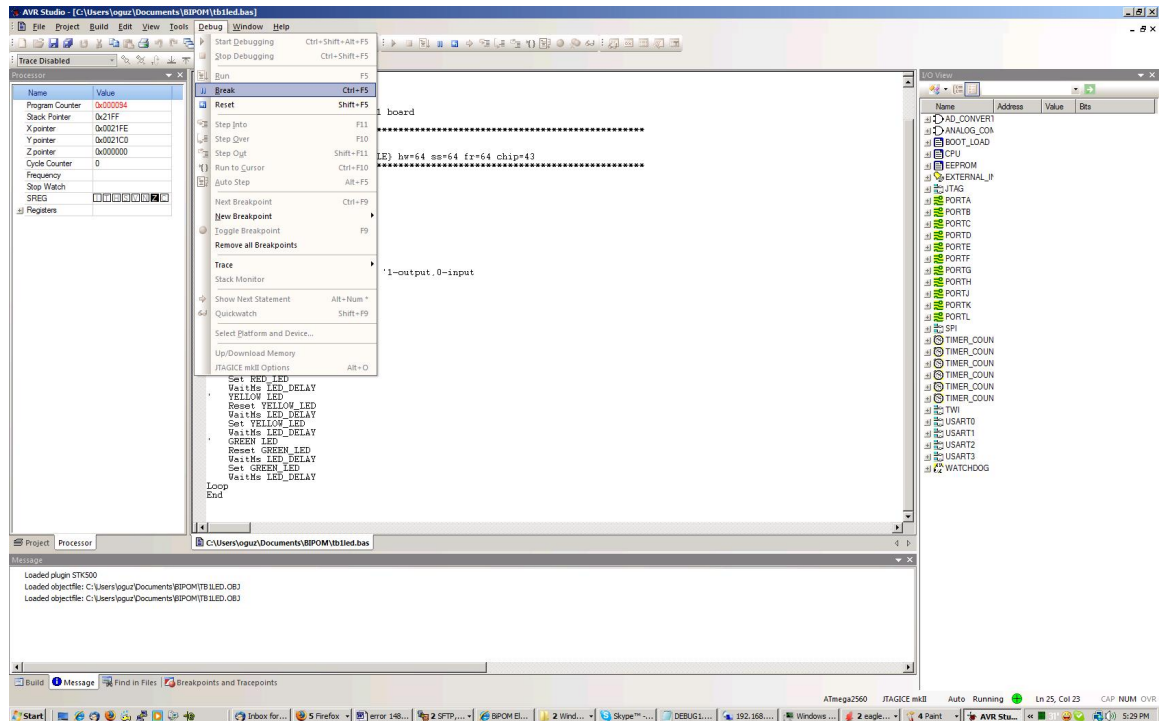 AVR Studio - [C:\Users\oguz\Documents\BIPOM\tb1led.bas]
File Project Build Edit View Tools Debug Window Help
Trace Disabled
Processor
Name Value
Program Counter 0x000094
Stack Pointer 0x21FF
X pointer 0x0021FE
Y pointer 0x0021C0
Z pointer 0x000000
Cycle Counter 0
Frequency
Stop Watch
SREG I T H S V N Z C
Registers
Start Debugging Ctrl+Shift+Alt+F5
Stop Debugging Ctrl+Shift+F5
Run F5
Break Ctrl+F5
Reset Shift+F5
Step Into F11
Step Over F10
Step Out Shift+F11
Run to Cursor Ctrl+F10
Auto Step Alt+F5
Next Breakpoint Ctrl+F9
New Breakpoint
Toggle Breakpoint F9
Remove all Breakpoints
Trace
Stack Monitor
Show Next Statement Alt+Num *
Quickwatch Shift+F9
Select Platform and Device...
Up/Download Memory
JTAGICE mkII Options Alt+O
1 board
*******************************************
LE) hw=64 ss=64 fr=64 chip=43
*******************************************
'1-output,0-input
Set RED_LED
WaitMs LED_DELAY
' YELLOW LED
Reset YELLOW_LED
WaitMs LED_DELAY
Set YELLOW_LED
WaitMs LED_DELAY
' GREEN LED
Reset GREEN_LED
WaitMs LED_DELAY
Set GREEN_LED
WaitMs LED_DELAY
Loop
End
I/O View
Name Address Value Bits
AD_CONVERT
ANALOG_COM
BOOT_LOAD
CPU
EEPROM
EXTERNAL_IN
JTAG
PORTA
PORTB
PORTC
PORTD
PORTE
PORTF
PORTG
PORTH
PORTJ
PORTK
PORTL
SPI
TIMER_COUN
TIMER_COUN
TIMER_COUN
TIMER_COUN
TIMER_COUN
TIMER_COUN
TWI
USART0
USART1
USART2
USART3
WATCHDOG
Project Processor
C:\Users\oguz\Documents\BIPOM\tb1led.bas
Message
Loaded plugin STK500
Loaded objectfile: C:\Users\oguz\Documents\BIPOM\TB1LED.OBJ
Loaded objectfile: C:\Users\oguz\Documents\BIPOM\TB1LED.OBJ
Build Message Find in Files Breakpoints and Tracepoints
ATmega2560 JTAGICE mkII Auto Running Ln 25, Col 23 CAP NUM OVR
Start Inbox for... 5 Firefox error 148... 2 SFTP,... BIPOM El... 2 Wind... Skype™ -... DEBUG1.... 192.168.... Windows ... 2 eagle... 4 Paint AVR Stu... 5:29 PM